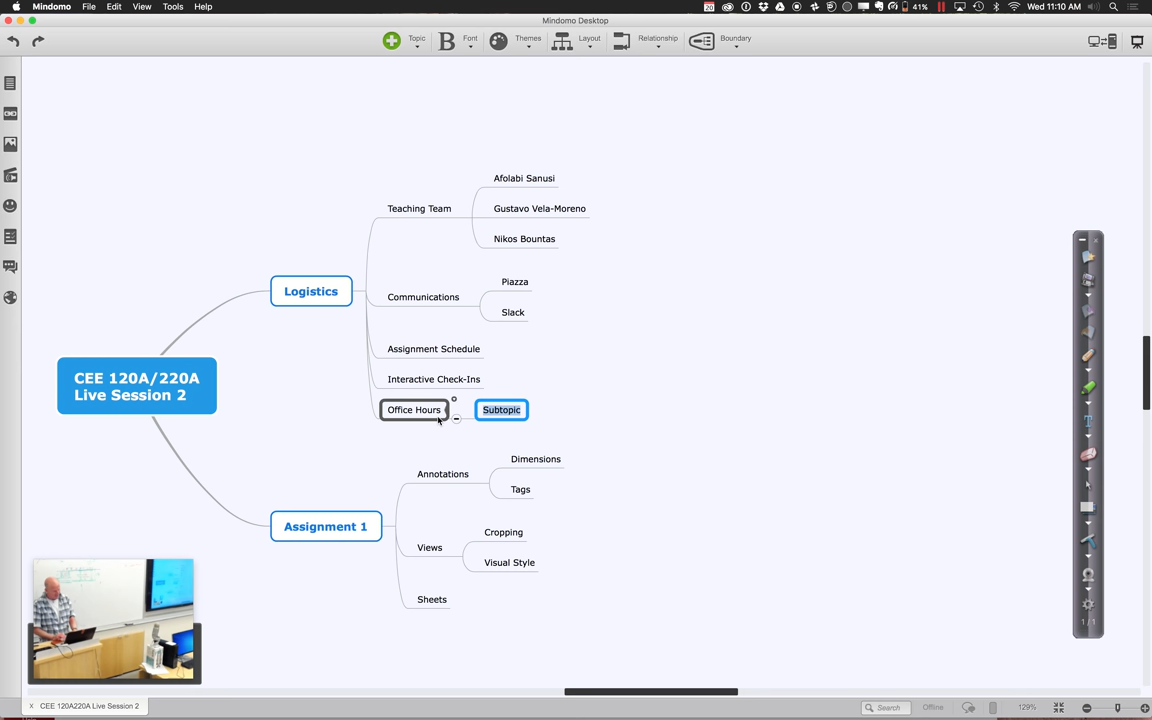 Mindomo File Edit View Tools Help
20 41% Wed 11:10 AM
Mindomo Desktop
Topic Font Themes Layout Relationship Boundary
Afolabi Sanusi
Teaching Team
Gustavo Vela-Moreno
Nikos Bountas
Piazza
Logistics
Communications
Slack
Assignment Schedule
CEE 120A/220A
Live Session 2
Interactive Check-Ins
Office Hours
Subtopic
Dimensions
Annotations
Tags
Assignment 1
Cropping
Views
Visual Style
Sheets
1 / 1
x CEE 120A220A Live Session 2
Search Offline 129%